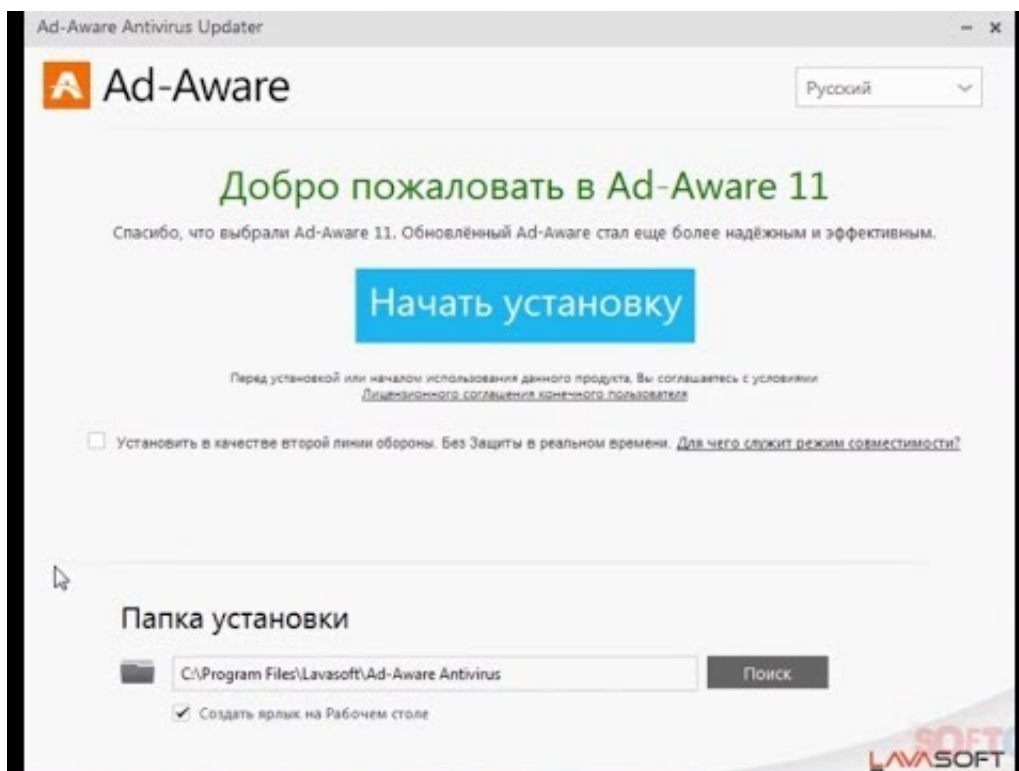 Ad-Aware Antivirus Updater
Ad-Aware
Русский
Добро пожаловать в Ad-Aware 11
Спасибо, что выбрали Ad-Aware 11. Обновлённый Ad-Aware стал еще более надёжным и эффективным.
Начать установку
Перед установкой или началом использования данного продукта, Вы соглашаетесь с условиями
Лицензионного соглашения конечного пользователя
Установить в качестве второй линии обороны. Без Защиты в реальном времени. Для чего служит режим совместимости?
Папка установки
C:\Program Files\Lavasoft\Ad-Aware Antivirus
Поиск
Создать ярлык на Рабочем столе
SOFT
LAVASOFT